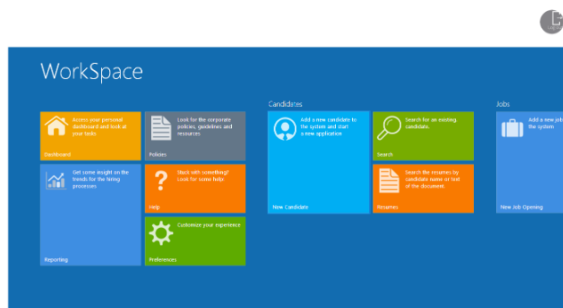 WorkSpace
Access your personal
dashboard and look at
your tasks
Dashboard
Look for the corporate
policies, guidelines and
resources
Policies
Get some insight on the
trends for the hiring
processes
Reporting
Stuck with something?
Look for some help.
Help
Customize your experience
Preferences
Candidates
Add a new candidate to
the system and start
a new application
New Candidate
Search for an existing
candidate.
Search
Search the resumes by
candidate name or text
of the document.
Resumes
Jobs
Add a new job
the system
New Job Opening